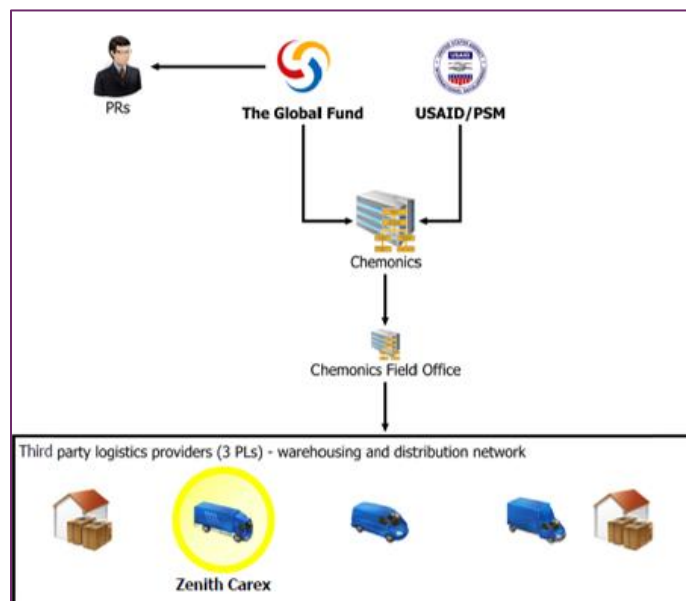 PRs
The Global Fund
USAID/PSM
USAID
Chemonics
Chemonics Field Office
Third party logistics providers (3 PLs) - warehousing and distribution network
Zenith Carex